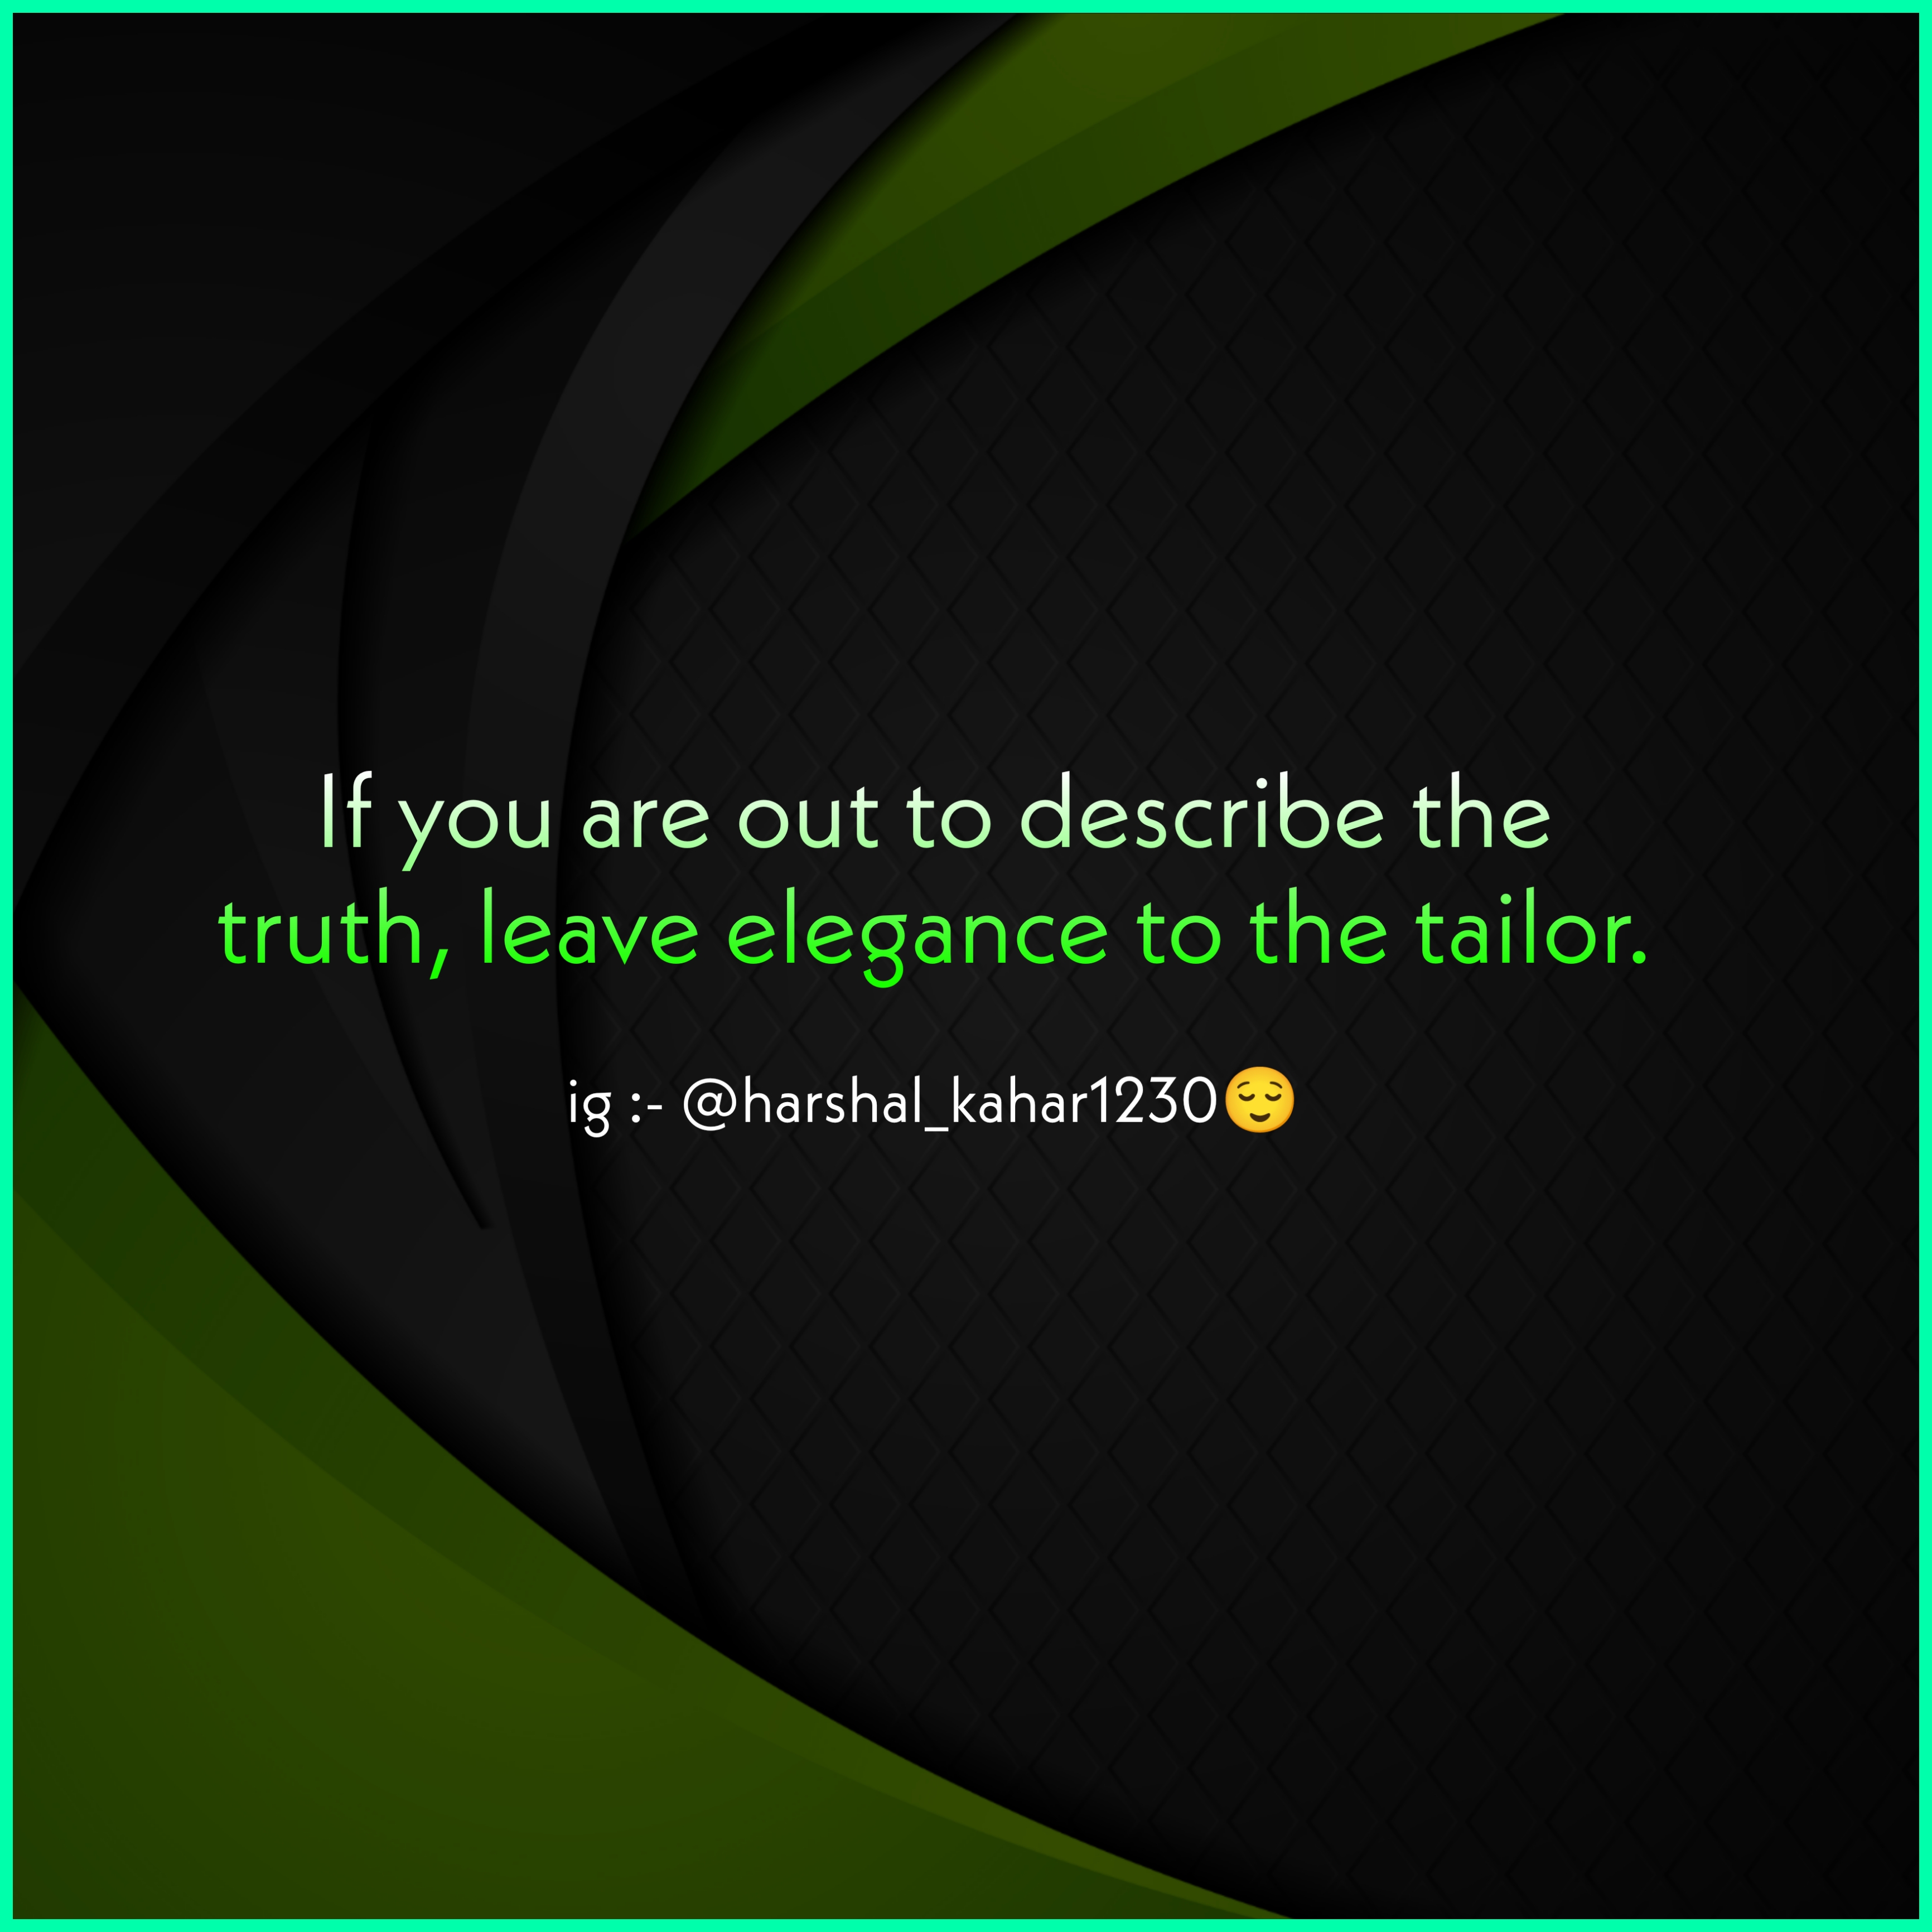 If you are out to describe the
truth, leave elegance to the tailor.
ig :- @harshal_kahar1230😌